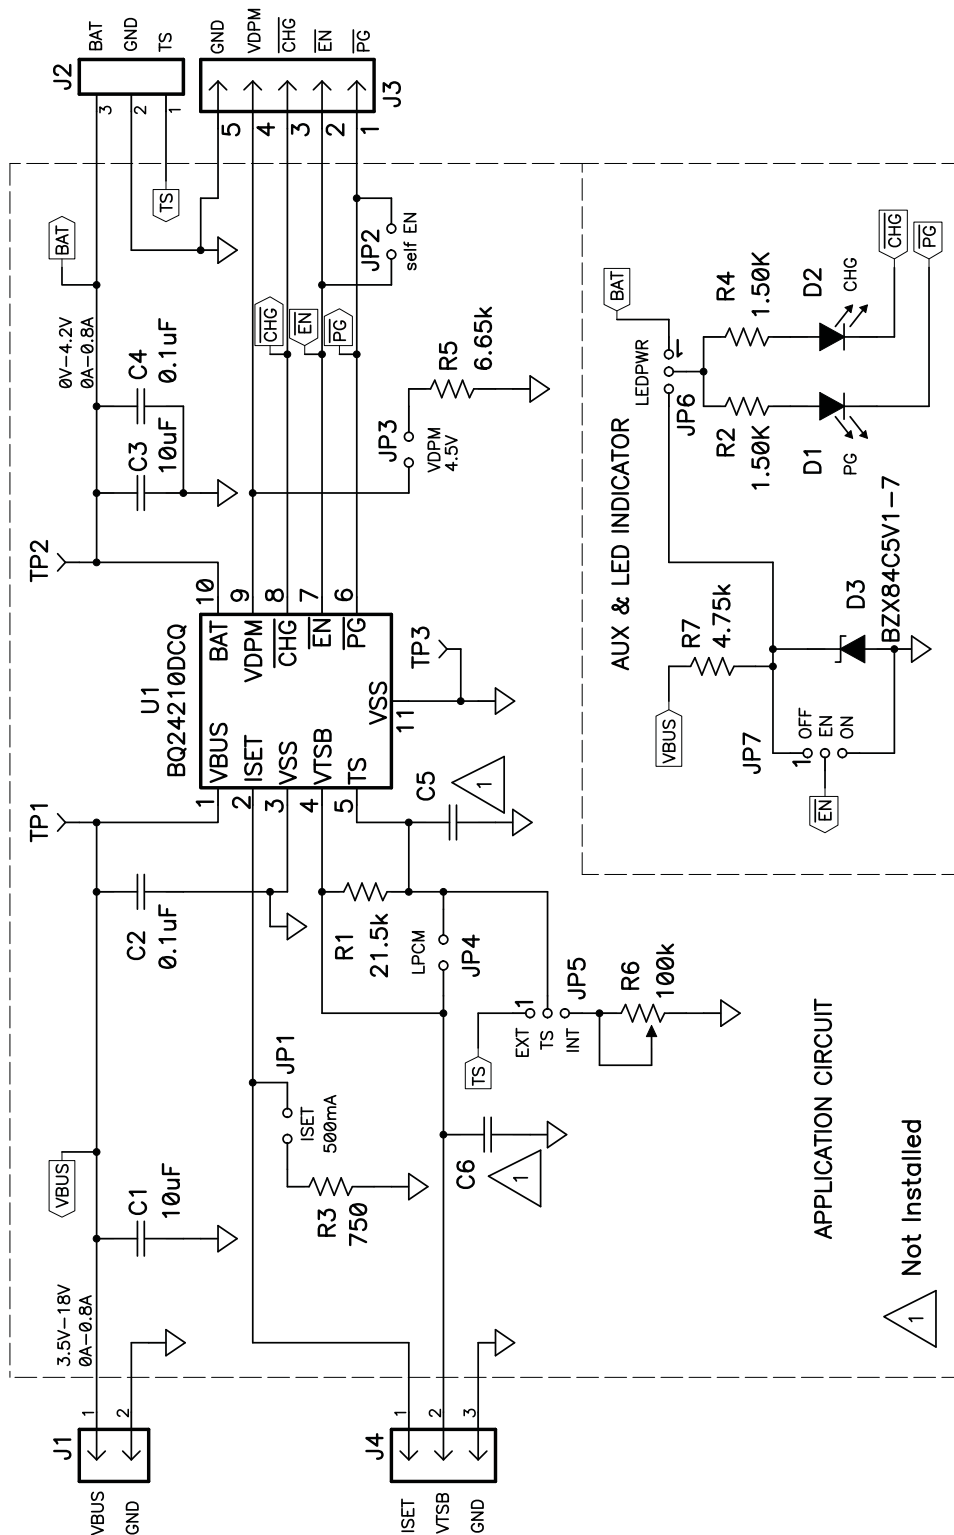 J1
VBUS
GND
1
2
3.5V-18V
0A-0.8A
VBUS
C1
10uF
C2
0.1uF
TP1
U1
BQ24210DCQ
1
VBUS
2
ISET
3
VSS
4
VTSB
5
TS
BAT
10
VDPM
9
CHG
8
EN
7
PG
6
VSS
11
TP2
TP3
C3
10uF
C4
0.1uF
0V-4.2V
0A-0.8A
BAT
TS
J2
3
BAT
2
GND
1
TS
5
GND
4
VDPM
3
CHG
2
EN
1
PG
J3
CHG
EN
PG
JP2
self EN
JP3
VDPM
4.5V
R5
6.65k
J4
ISET
VTSB
GND
1
2
3
JP1
ISET
500mA
R3
750
C6
1
R1
21.5k
LPCM
JP4
C5
1
TS
EXT
TS
INT
1
JP5
R6
100k
APPLICATION CIRCUIT
1
Not Installed
AUX & LED INDICATOR
VBUS
R7
4.75k
JP7
1
OFF
EN
ON
EN
D3
BZX84C5V1-7
BAT
LEDPWR
JP6
1
R2
1.50K
R4
1.50K
D1
PG
D2
CHG
CHG
PG